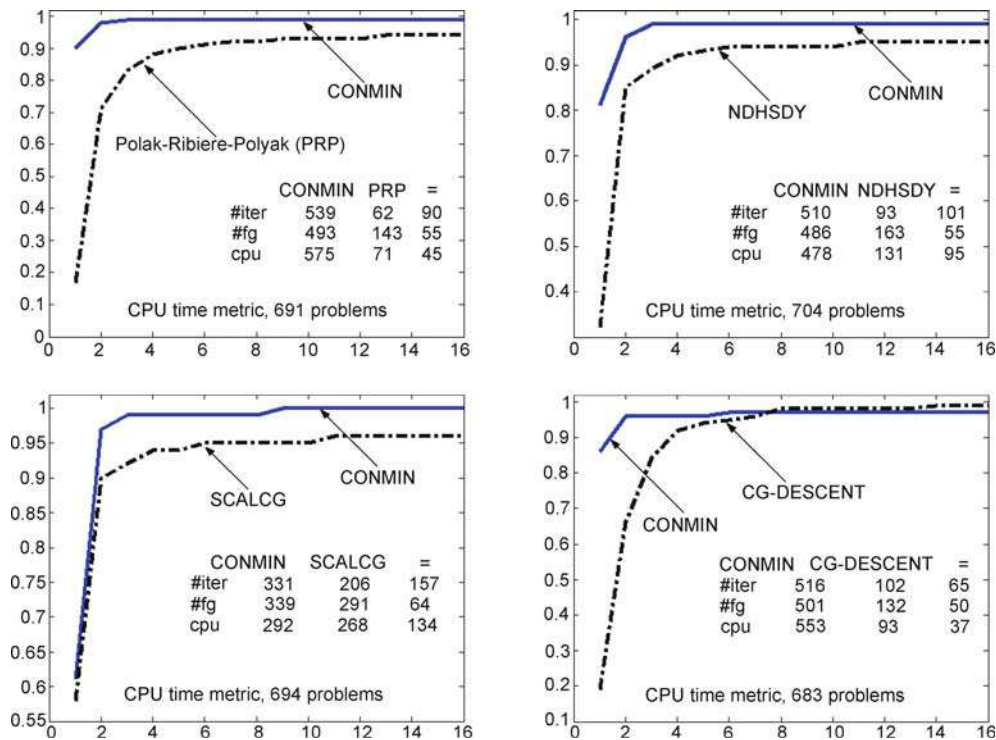 1
0.9
0.8
0.7
0.6
0.5
0.4
0.3
0.2
0.1
0
CONMIN
Polak-Ribiere-Polyak (PRP)
CONMIN PRP =
#iter 539 62 90
#fg 493 143 55
cpu 575 71 45
CPU time metric, 691 problems
0 2 4 6 8 10 12 14 16
1
0.9
0.8
0.7
0.6
0.5
0.4
NDHSDY
CONMIN
CONMIN NDHSDY =
#iter 510 93 101
#fg 486 163 55
cpu 478 131 95
CPU time metric, 704 problems
0 2 4 6 8 10 12 14 16
1
0.95
0.9
0.85
0.8
0.75
0.7
0.65
0.6
0.55
CONMIN
SCALCG
CONMIN SCALCG =
#iter 331 206 157
#fg 339 291 64
cpu 292 268 134
CPU time metric, 694 problems
0 2 4 6 8 10 12 14 16
1
0.9
0.8
0.7
0.6
0.5
0.4
0.3
0.2
0.1
CG-DESCENT
CONMIN
CONMIN CG-DESCENT =
#iter 516 102 65
#fg 501 132 50
cpu 553 93 37
CPU time metric, 683 problems
0 2 4 6 8 10 12 14 16